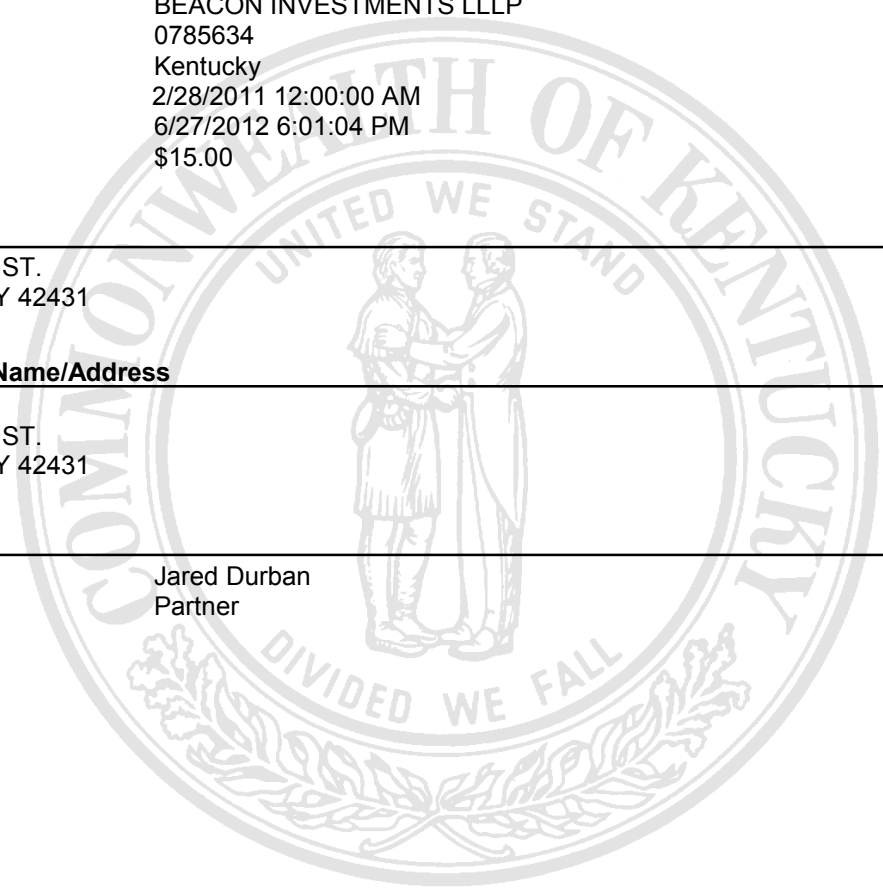 BEACON INVESTMENTS LLLP
0785634
Kentucky
2/28/2011 12:00:00 AM
6/27/2012 6:01:04 PM
$15.00
COMMONWEALTH OF KENTUCKY
UNITED WE STAND
ST.
Y 42431
Name/Address
ST.
Y 42431
Jared Durban
Partner
DIVIDED WE FALL